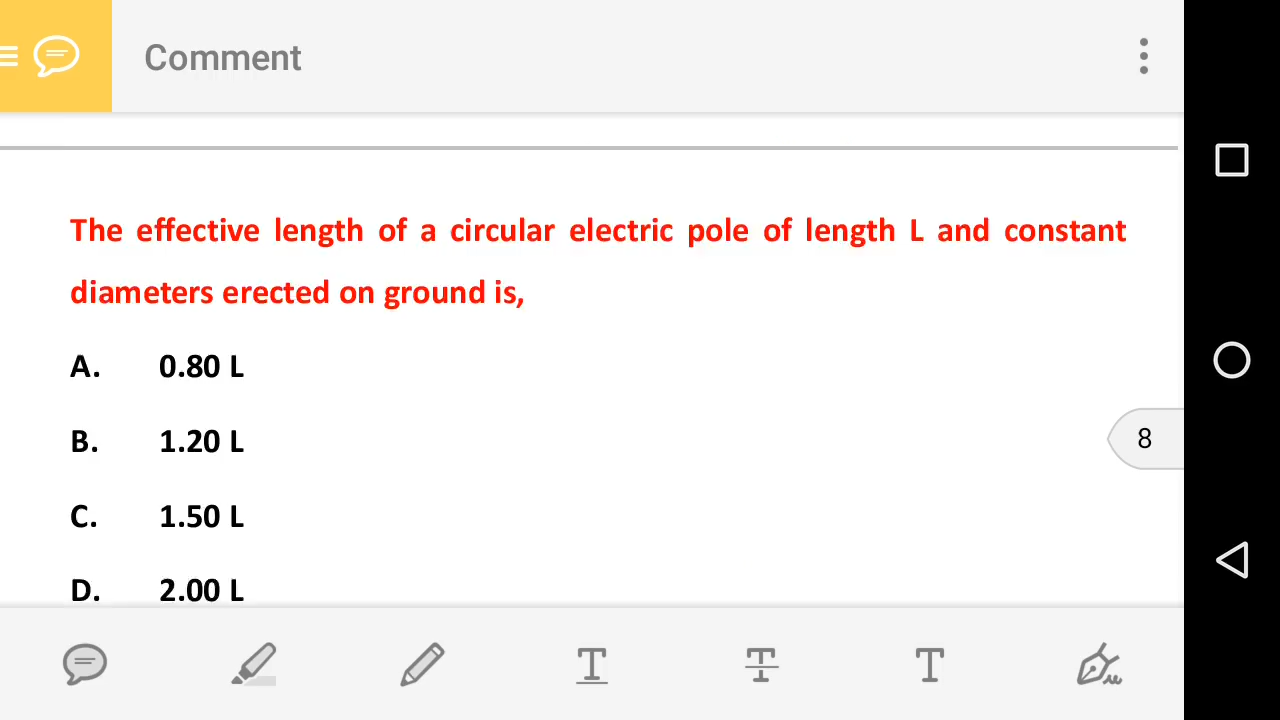 Comment
The effective length of a circular electric pole of length L and constant
diameters erected on ground is,
A. 0.80 L
B. 1.20 L
8
C. 1.50 L
D. 2.00 L
T T T